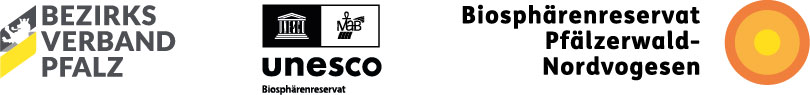 BEZIRKS
VERBAND
PFALZ
MaB
unesco
Biosphärenreservat
Biosphärenreservat
Pfälzerwald-
Nordvogesen